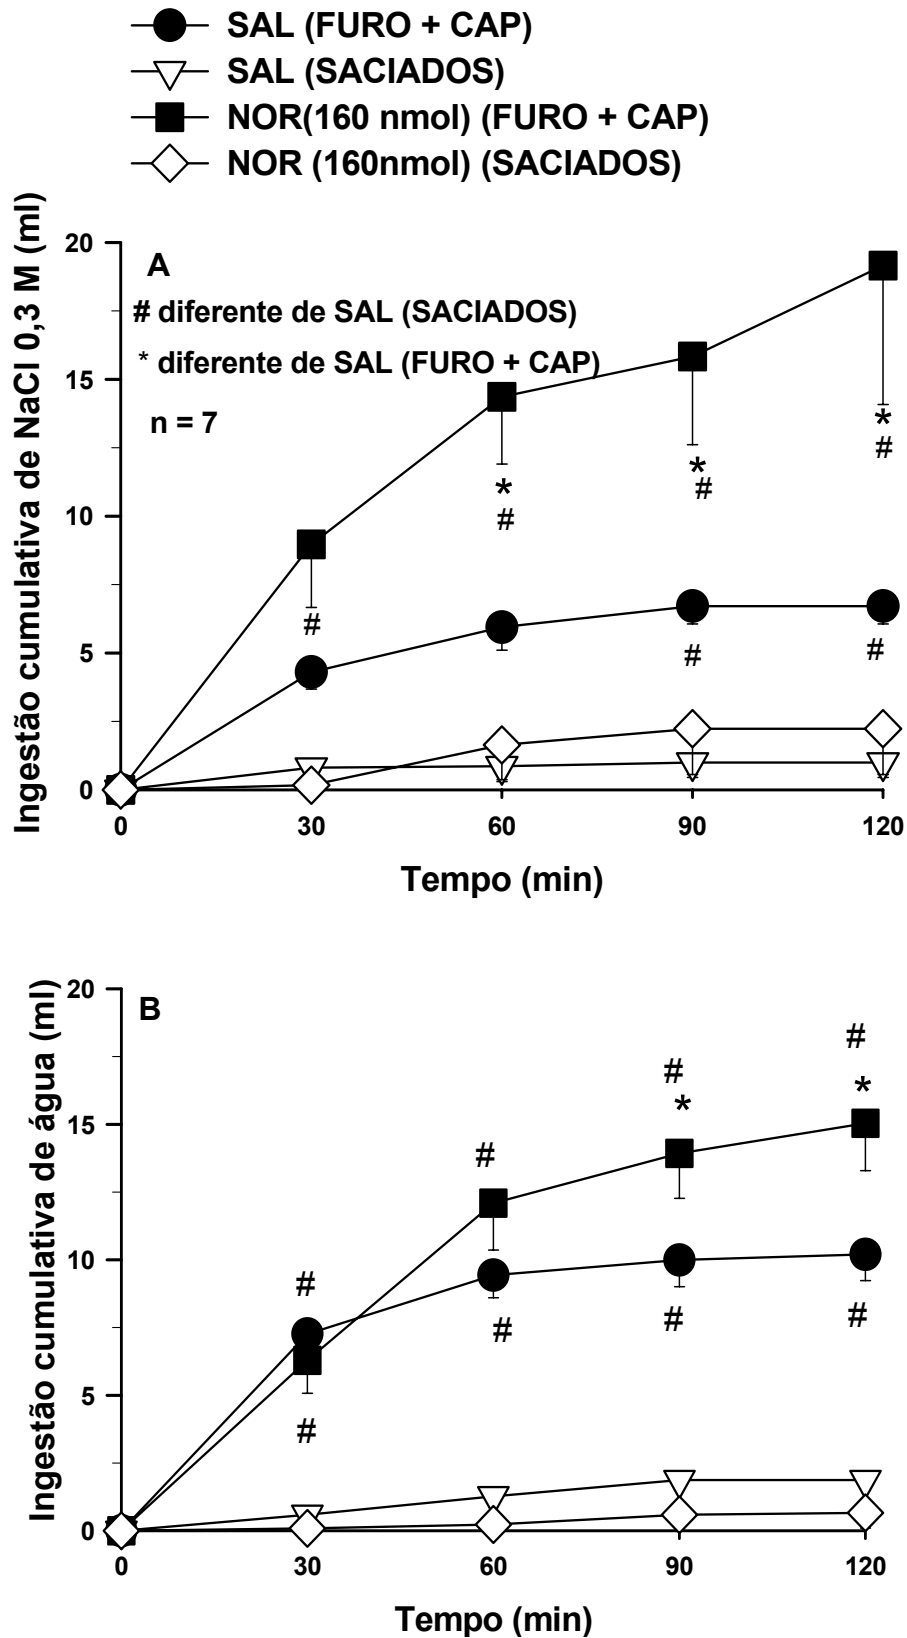 SAL (FURO + CAP)
SAL (SACIADOS)
NOR(160 nmol) (FURO + CAP)
NOR (160nmol) (SACIADOS)
Ingestão cumulativa de NaCl 0,3 M (ml)
20
A
# diferente de SAL (SACIADOS)
* diferente de SAL (FURO + CAP)
15
n = 7
*
#
*
#
*
#
10
#
5
#
#
0
0 30 60 90 120
Tempo (min)
Ingestão cumulativa de água (ml)
20
B
#
#
*
*
15
#
10
#
#
#
#
5
#
0
0 30 60 90 120
Tempo (min)